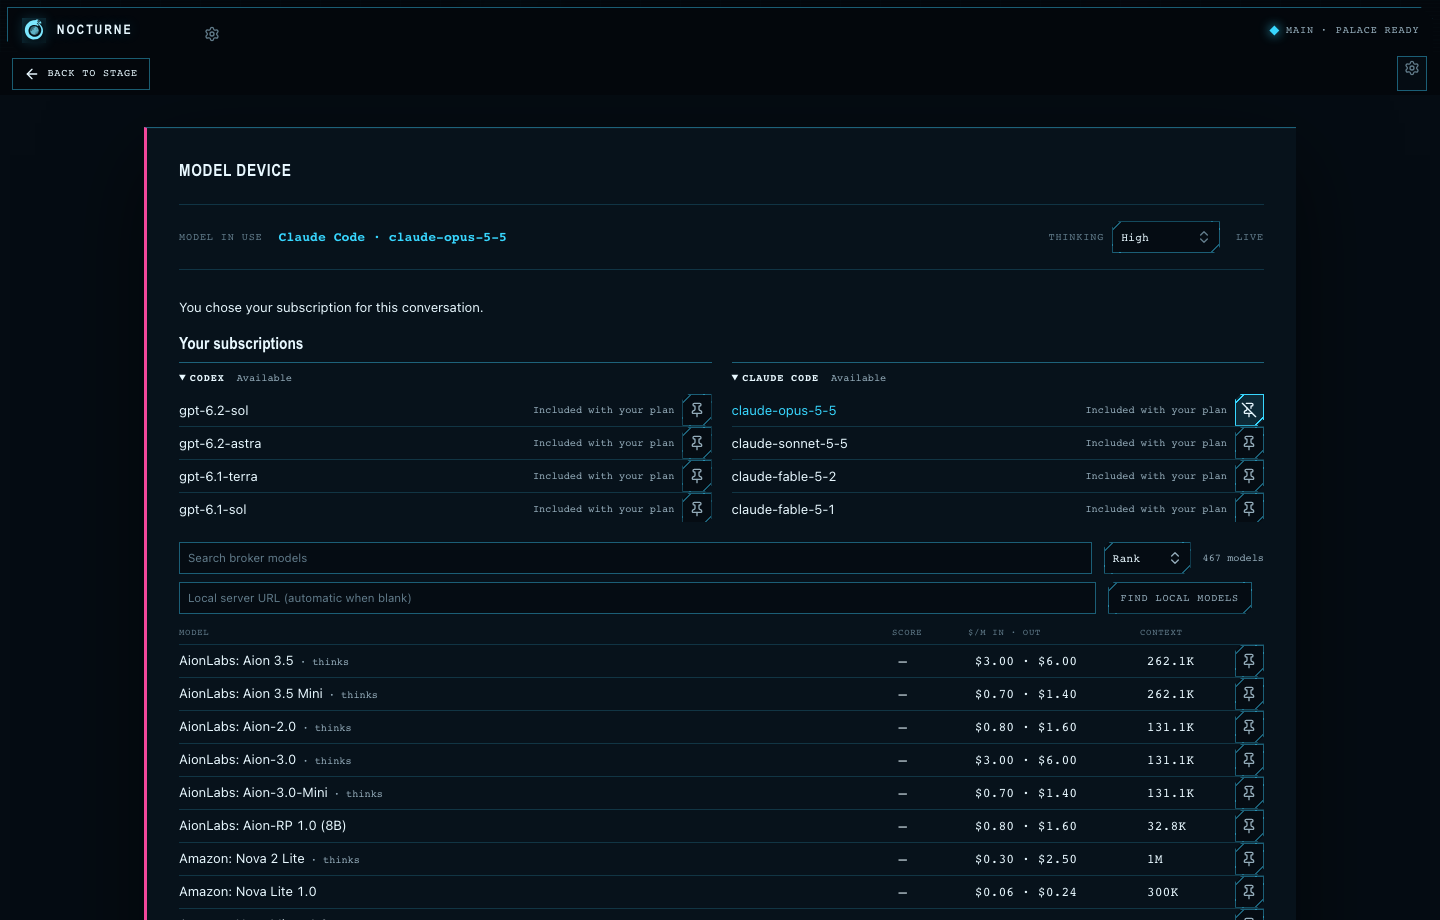 NOCTURNE
MAIN · PALACE READY
BACK TO STAGE
MODEL DEVICE
MODEL IN USE Claude Code · claude-opus-5-5 THINKING High LIVE
You chose your subscription for this conversation.
Your subscriptions
CODEX Available
gpt-6.2-sol Included with your plan
gpt-6.2-astra Included with your plan
gpt-6.1-terra Included with your plan
gpt-6.1-sol Included with your plan
CLAUDE CODE Available
claude-opus-5-5 Included with your plan
claude-sonnet-5-5 Included with your plan
claude-fable-5-2 Included with your plan
claude-fable-5-1 Included with your plan
Search broker models Rank 467 models
Local server URL (automatic when blank) FIND LOCAL MODELS
MODEL SCORE $/M IN · OUT CONTEXT
AionLabs: Aion 3.5 · thinks — $3.00 · $6.00 262.1K
AionLabs: Aion 3.5 Mini · thinks — $0.70 · $1.40 262.1K
AionLabs: Aion-2.0 · thinks — $0.80 · $1.60 131.1K
AionLabs: Aion-3.0 · thinks — $3.00 · $6.00 131.1K
AionLabs: Aion-3.0-Mini · thinks — $0.70 · $1.40 131.1K
AionLabs: Aion-RP 1.0 (8B) — $0.80 · $1.60 32.8K
Amazon: Nova 2 Lite · thinks — $0.30 · $2.50 1M
Amazon: Nova Lite 1.0 — $0.06 · $0.24 300K